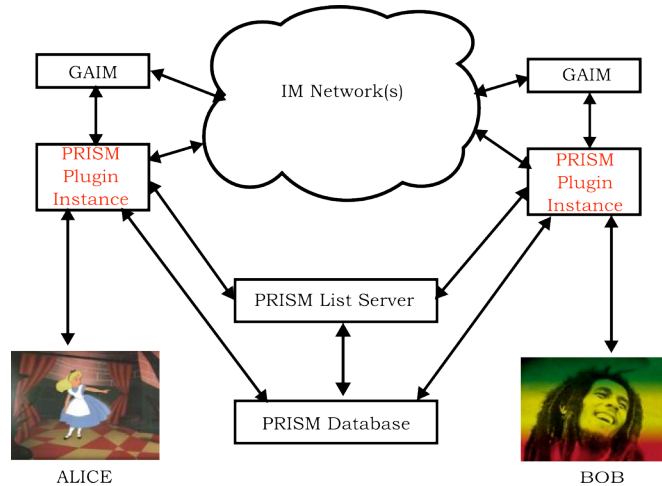 GAIM
IM Network(s)
GAIM
PRISM
Plugin
Instance
PRISM
Plugin
Instance
PRISM List Server
PRISM Database
ALICE
BOB